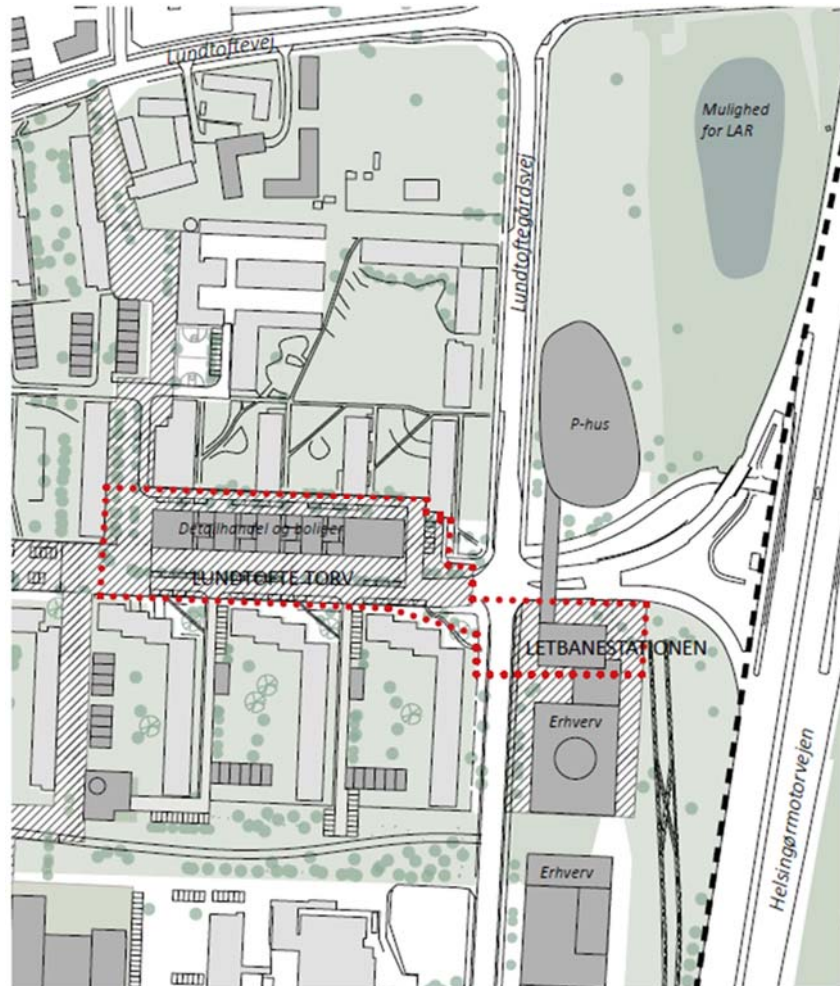 Lundtoftevej
Mulighed
for LAR
Lundtoftegårdsvej
P-hus
Detailhandel og boliger
LUNDTOFTE TORV
LETBANESTATIONEN
Erhverv
Erhverv
Helsingørmotorvejen